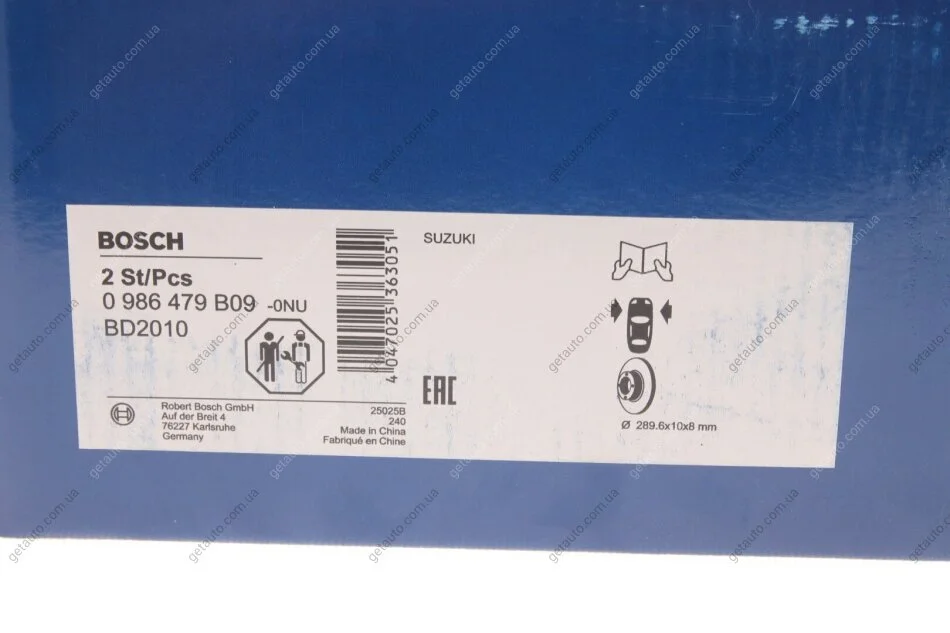 BOSCH
2 St/Pcs
0 986 479 B09 -0NU
BD2010
4 047025 363051
SUZUKI
EAC
Robert Bosch GmbH
Auf der Breit 4
76227 Karlsruhe
Germany
25025B
240
Made in China
Fabriqué en Chine
Ø 289.6x10x8 mm
getauto.com.ua